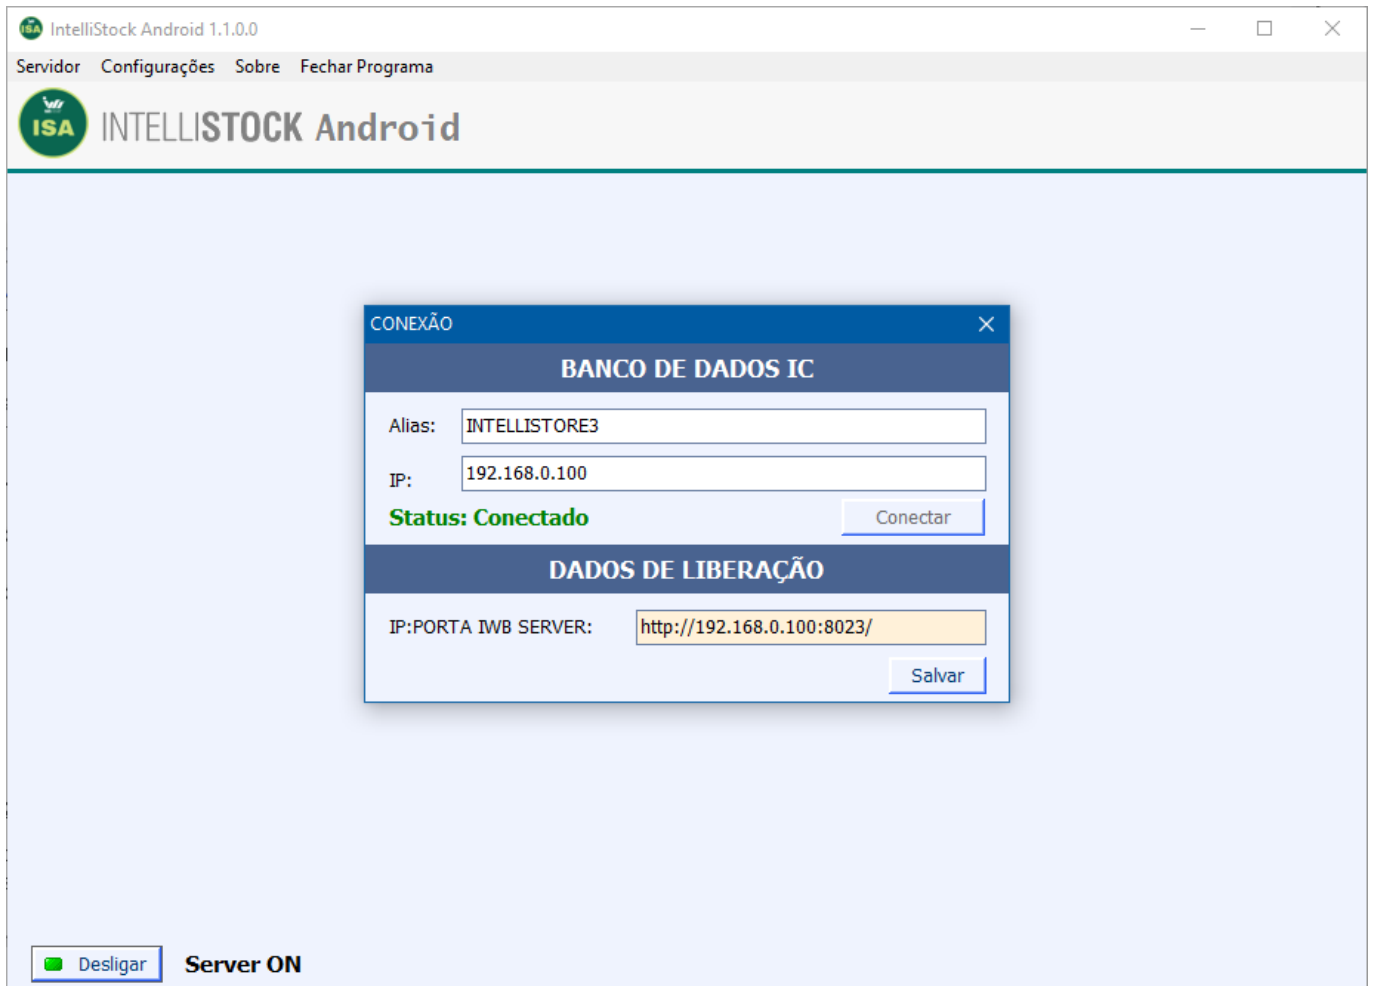 ISA IntelliStock Android 1.1.0.0
Servidor Configurações Sobre Fechar Programa
ISA INTELLISTOCK Android
CONEXÃO
BANCO DE DADOS IC
Alias: INTELLISTORE3
IP: 192.168.0.100
Status: Conectado Conectar
DADOS DE LIBERAÇÃO
IP:PORTA IWB SERVER: http://192.168.0.100:8023/
Salvar
Desligar Server ON